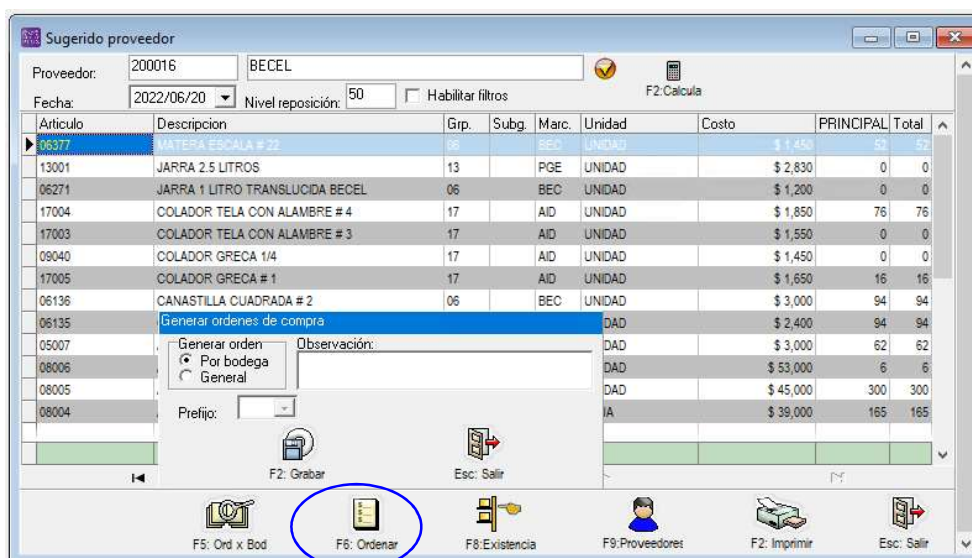 Sugerido proveedor
Proveedor: 200016 BECEL F2:Calcula
Fecha: 2022/06/20 Nivel reposición: 50 Habilitar filtros
Articulo Descripcion Grp. Subg. Marc. Unidad Costo PRINCIPAL Total
06377 MATERA ESCALA # 22 06 BEC UNIDAD $ 1,450 52 52
13001 JARRA 2.5 LITROS 13 PGE UNIDAD $ 2,830 0 0
06271 JARRA 1 LITRO TRANSLUCIDA BECEL 06 BEC UNIDAD $ 1,200 0 0
17004 COLADOR TELA CON ALAMBRE # 4 17 AID UNIDAD $ 1,850 76 76
17003 COLADOR TELA CON ALAMBRE # 3 17 AID UNIDAD $ 1,550 0 0
09040 COLADOR GRECA 1/4 17 AID UNIDAD $ 1,450 0 0
17005 COLADOR GRECA # 1 17 AID UNIDAD $ 1,650 16 16
06136 CANASTILLA CUADRADA # 2 06 BEC UNIDAD $ 3,000 94 94
06135 DAD $ 2,400 94 94
05007 DAD $ 3,000 62 62
08006 DAD $ 53,000 6 6
08005 DAD $ 45,000 300 300
08004 IA $ 39,000 165 165
Generar ordenes de compra
Generar orden Observación:
Por bodega
General
Prefijo:
F2: Grabar Esc: Salir
F5: Ord x Bod F6: Ordenar F8:Existencia F9:Proveedores F2: Imprimir Esc: Salir